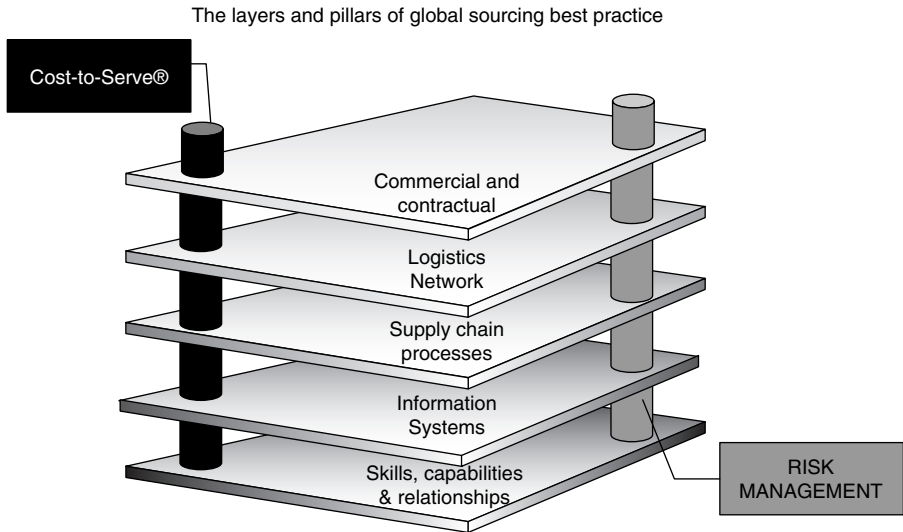 The layers and pillars of global sourcing best practice
Cost-to-Serve®
Commercial and
contractual
Logistics
Network
Supply chain
processes
Information
Systems
Skills, capabilities
& relationships
RISK
MANAGEMENT